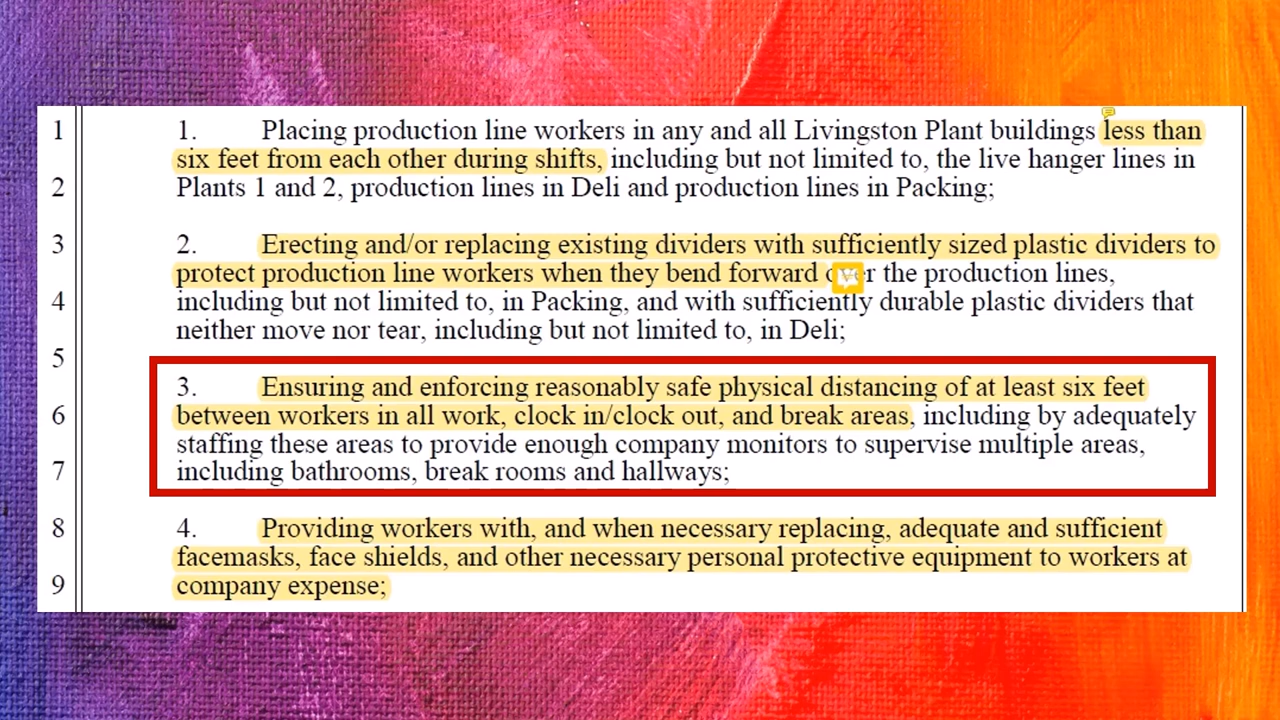 1 1. Placing production line workers in any and all Livingston Plant buildings less than
six feet from each other during shifts, including but not limited to, the live hanger lines in
2 Plants 1 and 2, production lines in Deli and production lines in Packing;
3 2. Erecting and/or replacing existing dividers with sufficiently sized plastic dividers to
protect production line workers when they bend forward over the production lines,
4 including but not limited to, in Packing, and with sufficiently durable plastic dividers that
neither move nor tear, including but not limited to, in Deli;
5
3. Ensuring and enforcing reasonably safe physical distancing of at least six feet
6 between workers in all work, clock in/clock out, and break areas, including by adequately
staffing these areas to provide enough company monitors to supervise multiple areas,
7 including bathrooms, break rooms and hallways;
8 4. Providing workers with, and when necessary replacing, adequate and sufficient
facemasks, face shields, and other necessary personal protective equipment to workers at
9 company expense;